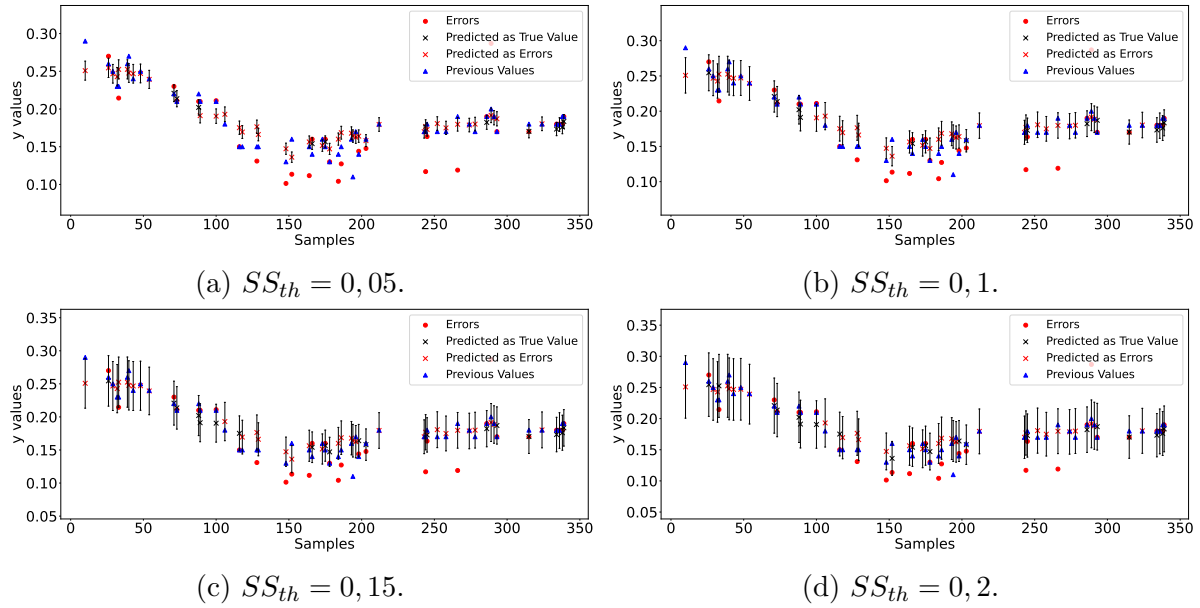 0.30
0.25
0.20
0.15
0.10
y values
0 50 100 150 200 250 300 350
Samples
Errors
Predicted as True Value
Predicted as Errors
Previous Values
(a) SS_th = 0, 05.
0.30
0.25
0.20
0.15
0.10
y values
0 50 100 150 200 250 300 350
Samples
Errors
Predicted as True Value
Predicted as Errors
Previous Values
(b) SS_th = 0, 1.
0.35
0.30
0.25
0.20
0.15
0.10
0.05
y values
0 50 100 150 200 250 300 350
Samples
Errors
Predicted as True Value
Predicted as Errors
Previous Values
(c) SS_th = 0, 15.
0.35
0.30
0.25
0.20
0.15
0.10
0.05
y values
0 50 100 150 200 250 300 350
Samples
Errors
Predicted as True Value
Predicted as Errors
Previous Values
(d) SS_th = 0, 2.